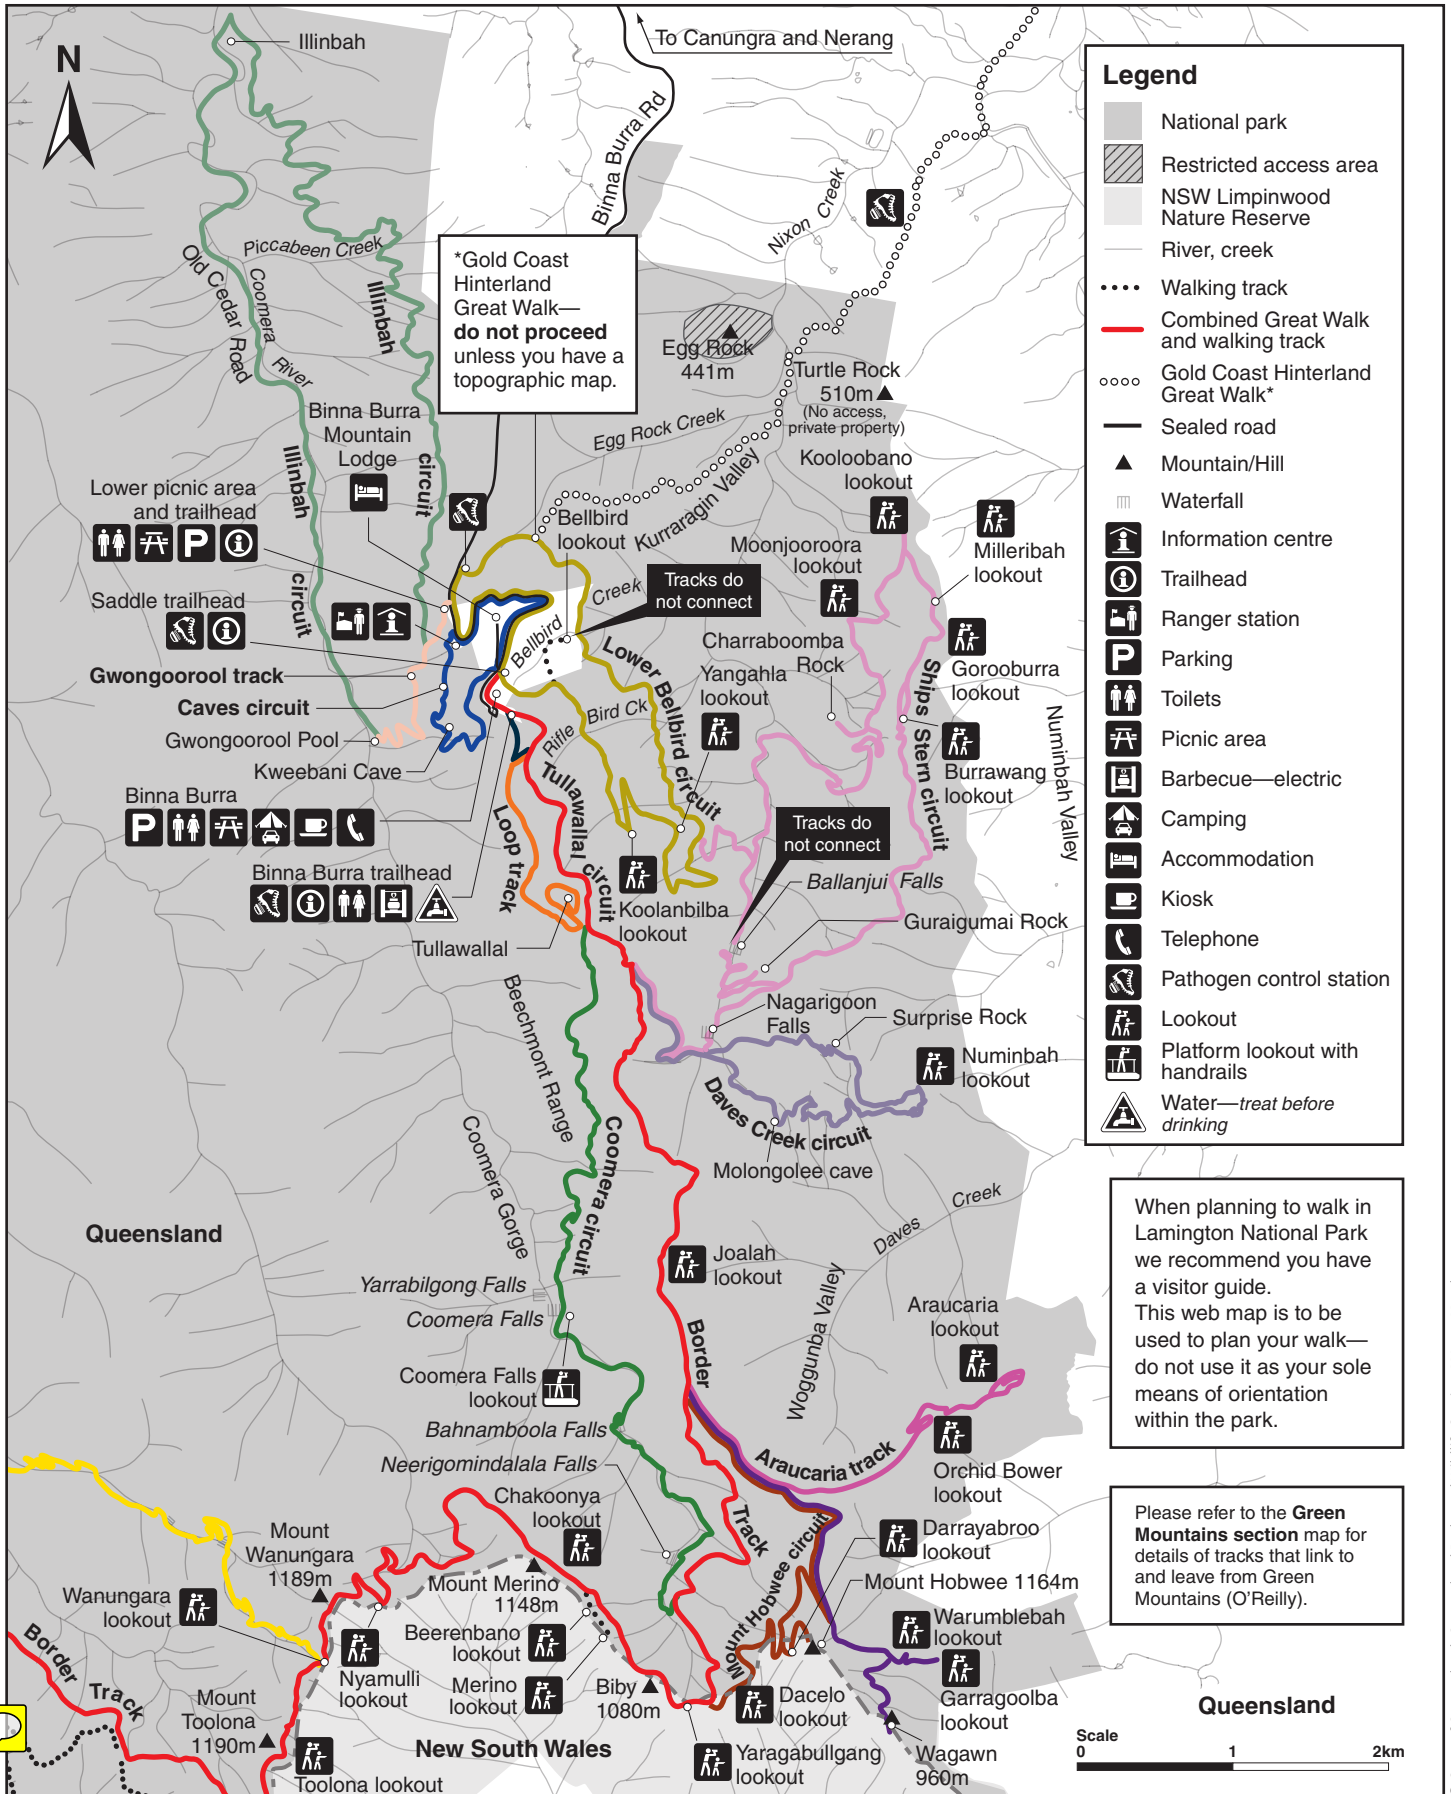 Illinbah
N
To Canungra and Nerang
Binna Burra Rd
Nixon Creek
Piccabeen Creek
Old Cedar Road
Coomera River
Illinbah circuit
Illinbah circuit
*Gold Coast
Hinterland
Great Walk—
do not proceed
unless you have a
topographic map.
Egg Rock
441m
Turtle Rock
510m
(No access,
private property)
Egg Rock Creek
Kurraragin Valley
Binna Burra
Mountain
Lodge
Lower picnic area
and trailhead
P
Saddle trailhead
Gwongoorool track
Caves circuit
Gwongoorool Pool
Kweebani Cave
Binna Burra
P
Binna Burra trailhead
Tullawallal
Bellbird
lookout
Bellbird Creek
Tracks do
not connect
Kooloobano
lookout
Moonjooroora
lookout
Milleribah
lookout
Charraboomba
Rock
Yangahla
lookout
Gorooburra
lookout
Burrawang
lookout
Ships Stern circuit
Numinbah Valley
Lower Bellbird circuit
Rifle Bird Ck
Tullawallal circuit
Loop track
Koolanbilba
lookout
Tracks do
not connect
Ballanjui Falls
Guraigumai Rock
Nagarigoon
Falls
Surprise Rock
Numinbah
lookout
Daves Creek circuit
Molongolee cave
Beechmont Range
Coomera Gorge
Coomera circuit
Queensland
Yarrabilgong Falls
Coomera Falls
Coomera Falls
lookout
Bahnamboola Falls
Neerigomindalala Falls
Joalah
lookout
Daves Creek
Woggunba Valley
Araucaria
lookout
Border Track
Araucaria track
Orchid Bower
lookout
Chakoonya
lookout
Mount
Wanungara
1189m
Wanungara
lookout
Mount Merino
1148m
Beerenbano
lookout
Merino
lookout
Nyamulli
lookout
Biby
1080m
Border Track
Mount
Toolona
1190m
Toolona lookout
New South Wales
Mount Hobwee circuit
Darrayabroo
lookout
Mount Hobwee 1164m
Warumblebah
lookout
Garragoolba
lookout
Dacelo
lookout
Yaragabullgang
lookout
Wagawn
960m
Legend
National park
Restricted access area
NSW Limpinwood
Nature Reserve
River, creek
Walking track
Combined Great Walk
and walking track
Gold Coast Hinterland
Great Walk*
Sealed road
Mountain/Hill
Waterfall
Information centre
Trailhead
Ranger station
P Parking
Toilets
Picnic area
Barbecue—electric
Camping
Accommodation
Kiosk
Telephone
Pathogen control station
Lookout
Platform lookout with
handrails
Water—treat before
drinking
When planning to walk in
Lamington National Park
we recommend you have
a visitor guide.
This web map is to be
used to plan your walk—
do not use it as your sole
means of orientation
within the park.
Please refer to the Green
Mountains section map for
details of tracks that link to
and leave from Green
Mountains (O’Reilly).
Queensland
Scale
0 1 2km